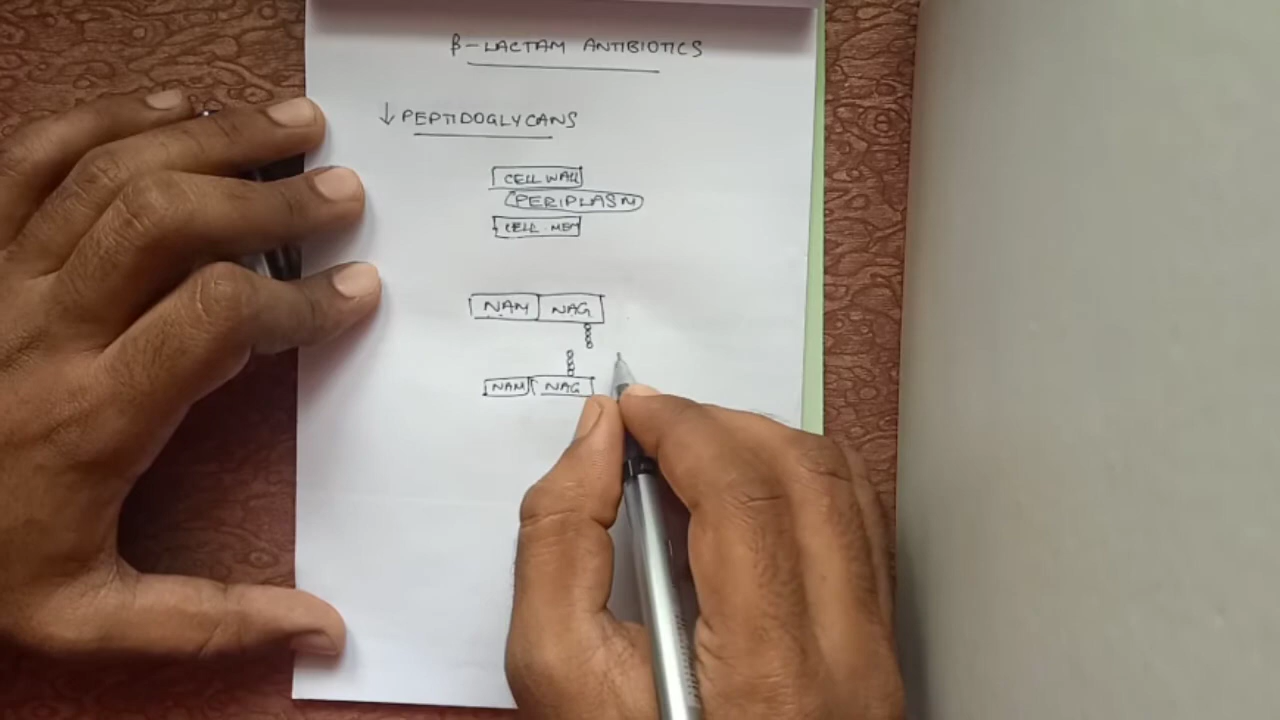 β-LACTAM ANTIBIOTICS
↓ PEPTIDOGLYCANS
CELL WALL
PERIPLASM
CELL MEM
NAM NAG
NAM NAG